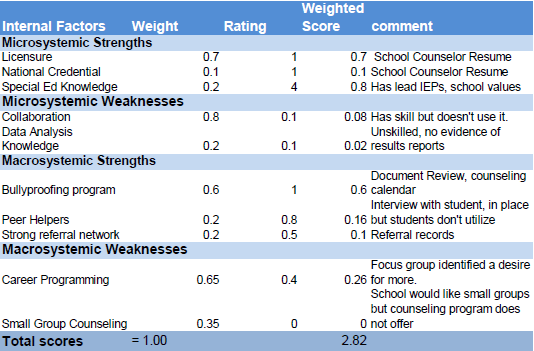 Weighted
Internal Factors Weight Rating Score comment
Microsystemic Strengths
Licensure 0.7 1 0.7 School Counselor Resume
National Credential 0.1 1 0.1 School Counselor Resume
Special Ed Knowledge 0.2 4 0.8 Has lead IEPs, school values
Microsystemic Weaknesses
Collaboration 0.8 0.1 0.08 Has skill but doesn't use it.
Data Analysis Unskilled, no evidence of
Knowledge 0.2 0.1 0.02 results reports
Macrosystemic Strengths
Document Review, counseling
Bullyproofing program 0.6 1 0.6 calendar
Interview with student, in place
Peer Helpers 0.2 0.8 0.16 but students don't utilize
Strong referral network 0.2 0.5 0.1 Referral records
Macrosystemic Weaknesses
Focus group identified a desire
Career Programming 0.65 0.4 0.26 for more.
School would like small groups
but counseling program does
Small Group Counseling 0.35 0 0 not offer
Total scores = 1.00 2.82